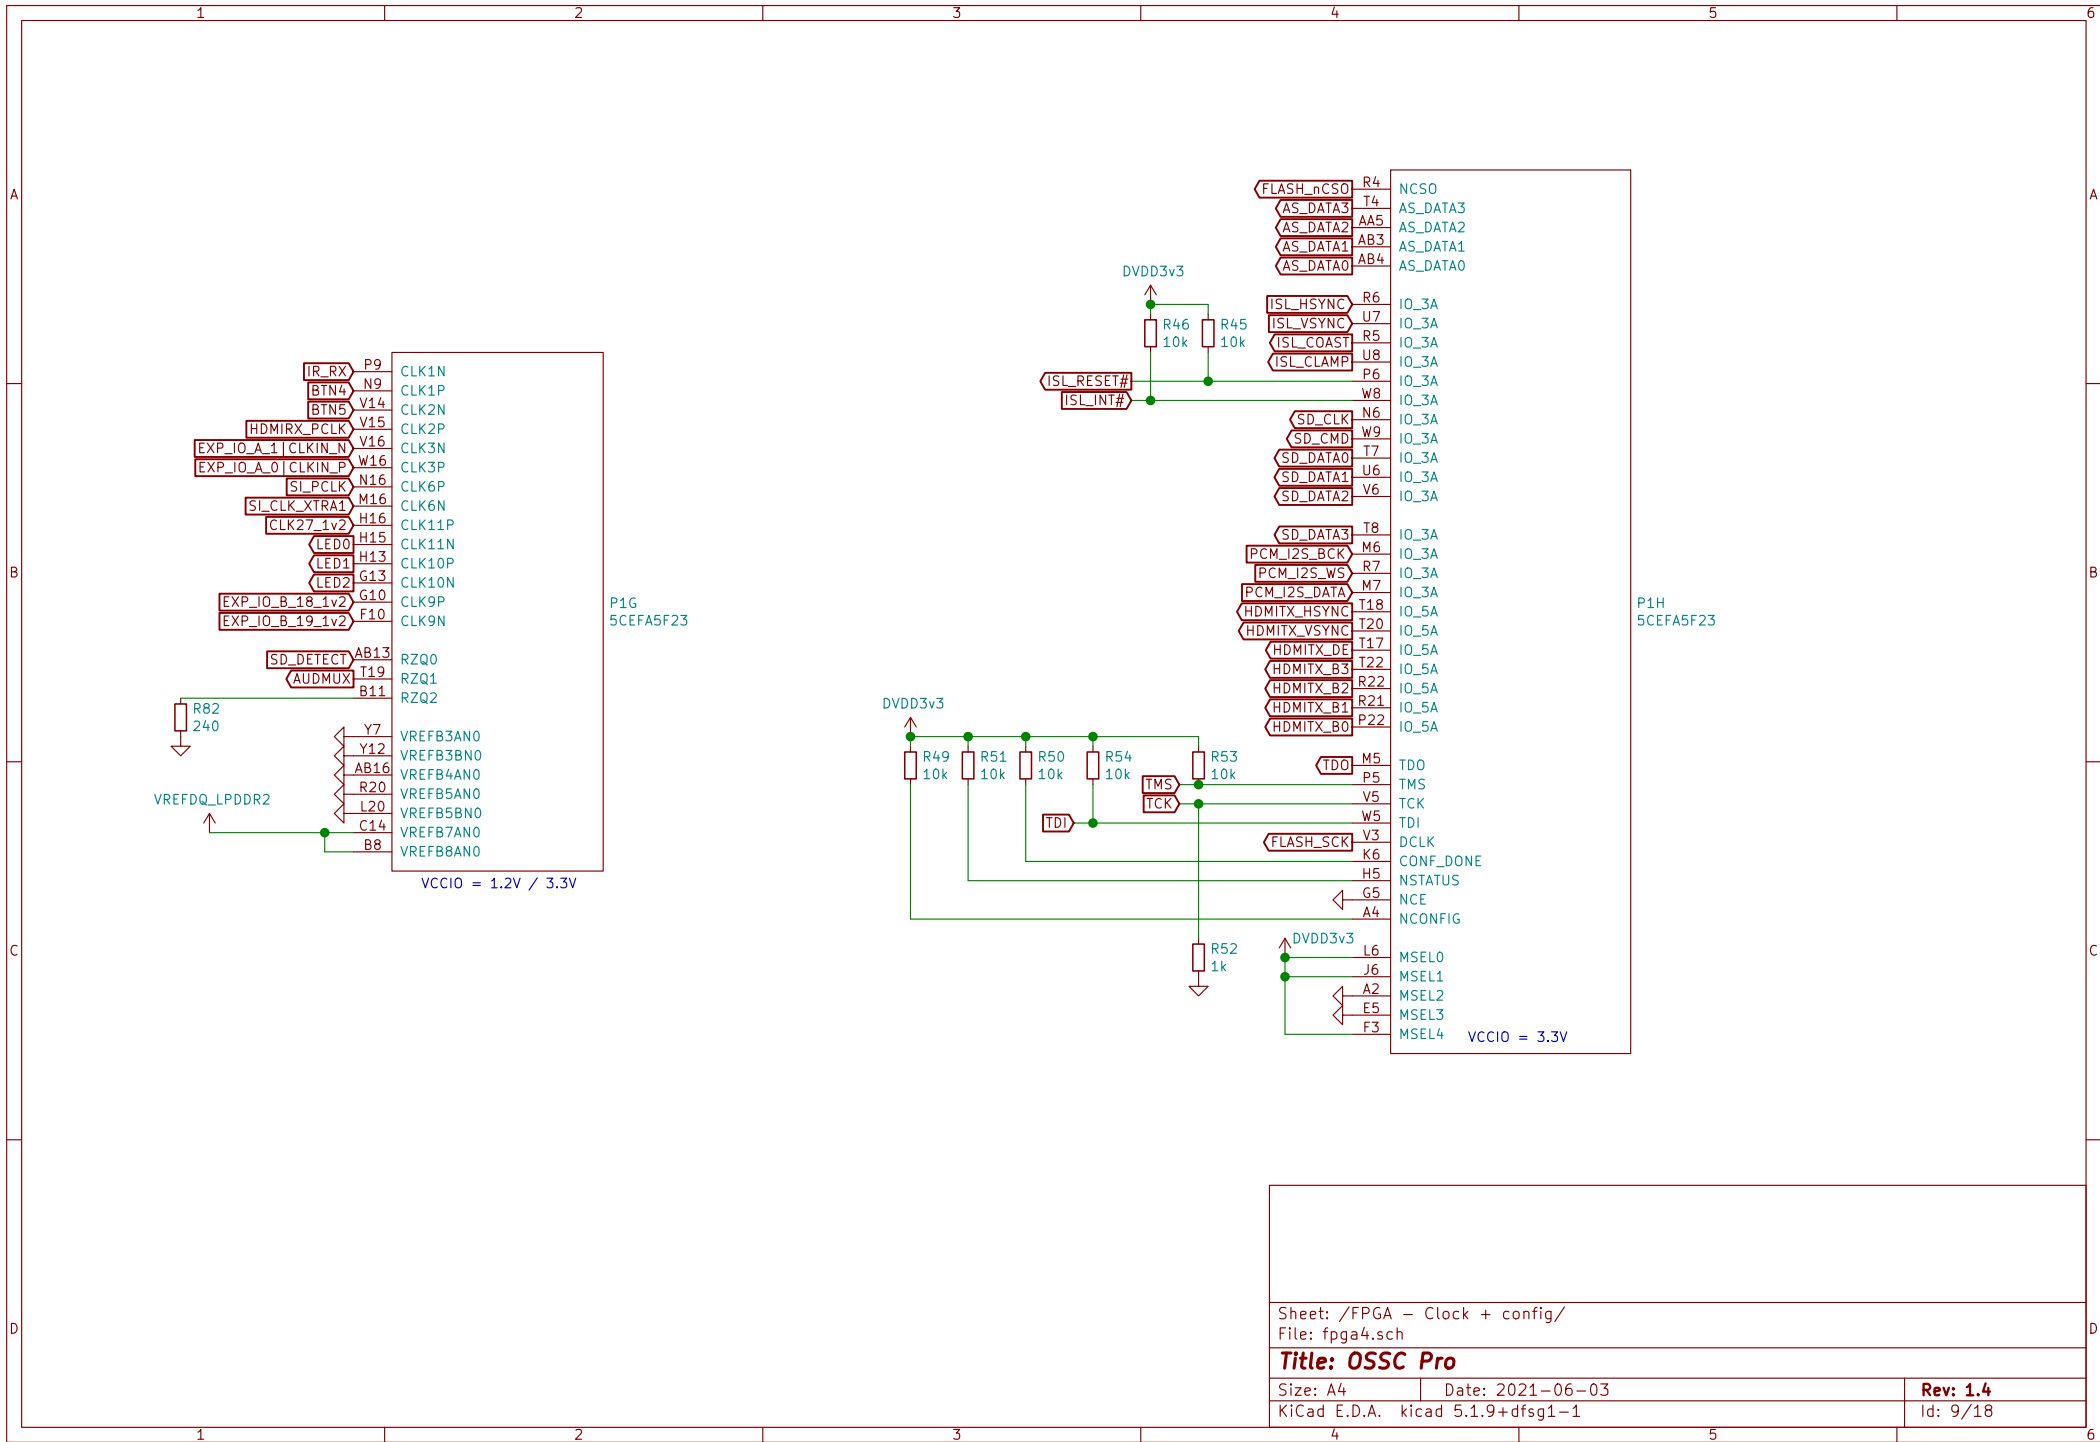 1 2 3 4 5 6
A A
B B
C C
D D
IR_RX P9 CLK1N
BTN4 N9 CLK1P
BTN5 V14 CLK2N
HDMIRX_PCLK V15 CLK2P
EXP_IO_A_1|CLKIN_N V16 CLK3N
EXP_IO_A_0|CLKIN_P W16 CLK3P
SI_PCLK N16 CLK6P
SI_CLK_XTRA1 M16 CLK6N
CLK27_1v2 H16 CLK11P
LED0 H15 CLK11N
LED1 H13 CLK10P
LED2 G13 CLK10N
EXP_IO_B_18_1v2 G10 CLK9P
EXP_IO_B_19_1v2 F10 CLK9N
P1G
5CEFA5F23
SD_DETECT AB13 RZQ0
AUDMUX T19 RZQ1
B11 RZQ2
R82
240
Y7 VREFB3AN0
Y12 VREFB3BN0
AB16 VREFB4AN0
R20 VREFB5AN0
L20 VREFB5BN0
VREFDQ_LPDDR2
C14 VREFB7AN0
B8 VREFB8AN0
VCCIO = 1.2V / 3.3V
FLASH_nCSO R4 NCSO
AS_DATA3 T4 AS_DATA3
AS_DATA2 AA5 AS_DATA2
AS_DATA1 AB3 AS_DATA1
AS_DATA0 AB4 AS_DATA0
DVDD3v3
R46
10k
R45
10k
ISL_HSYNC R6 IO_3A
ISL_VSYNC U7 IO_3A
ISL_COAST R5 IO_3A
ISL_CLAMP U8 IO_3A
ISL_RESET# P6 IO_3A
ISL_INT# W8 IO_3A
SD_CLK N6 IO_3A
SD_CMD W9 IO_3A
SD_DATA0 T7 IO_3A
SD_DATA1 U6 IO_3A
SD_DATA2 V6 IO_3A
SD_DATA3 T8 IO_3A
PCM_I2S_BCK M6 IO_3A
PCM_I2S_WS R7 IO_3A
PCM_I2S_DATA M7 IO_3A
HDMITX_HSYNC T18 IO_5A
HDMITX_VSYNC T20 IO_5A
HDMITX_DE T17 IO_5A
HDMITX_B3 T22 IO_5A
HDMITX_B2 R22 IO_5A
HDMITX_B1 R21 IO_5A
HDMITX_B0 P22 IO_5A
P1H
5CEFA5F23
DVDD3v3
R49
10k
R51
10k
R50
10k
R54
10k
R53
10k
TDO M5 TDO
TMS P5 TMS
TCK V5 TCK
TDI W5 TDI
FLASH_SCK V3 DCLK
K6 CONF_DONE
H5 NSTATUS
G5 NCE
A4 NCONFIG
R52
1k
DVDD3v3
L6 MSEL0
J6 MSEL1
A2 MSEL2
E5 MSEL3
F3 MSEL4
VCCIO = 3.3V
Sheet: /FPGA - Clock + config/
File: fpga4.sch
Title: OSSC Pro
Size: A4 Date: 2021-06-03 Rev: 1.4
KiCad E.D.A. kicad 5.1.9+dfsg1-1 Id: 9/18
1 2 3 4 5 6